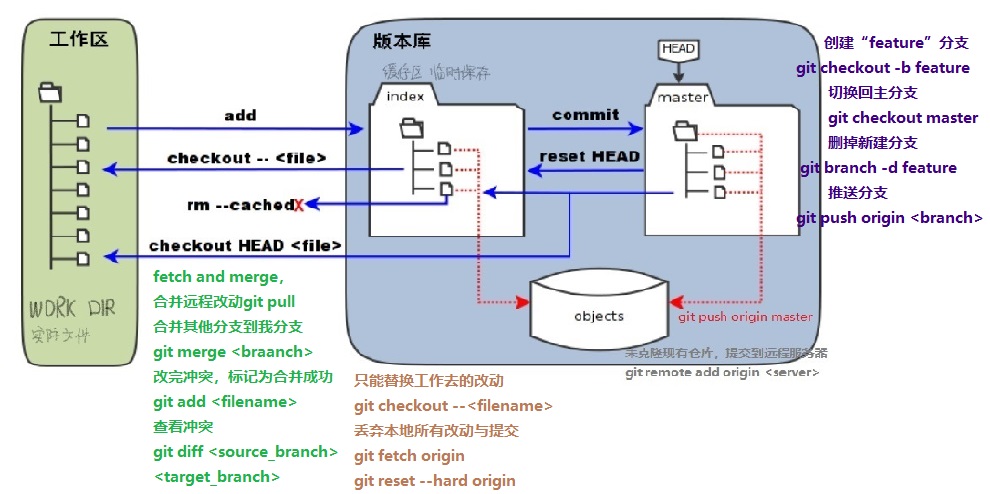 工作区
版本库
缓存区 临时保存
index
HEAD
master
add
commit
checkout -- <file>
reset HEAD
rm --cached
X
checkout HEAD <file>
WORK DIR
实际文件
objects
git push origin master
未克隆现有仓库，提交到远程服务器
git remote add origin <server>
创建“feature”分支
git checkout -b feature
切换回主分支
git checkout master
删掉新建分支
git branch -d feature
推送分支
git push origin <branch>
fetch and merge，
合并远程改动git pull
合并其他分支到我分支
git merge <braanch>
改完冲突，标记为合并成功
git add <filename>
查看冲突
git diff <source_branch>
<target_branch>
只能替换工作去的改动
git checkout --<filename>
丢弃本地所有改动与提交
git fetch origin
git reset --hard origin